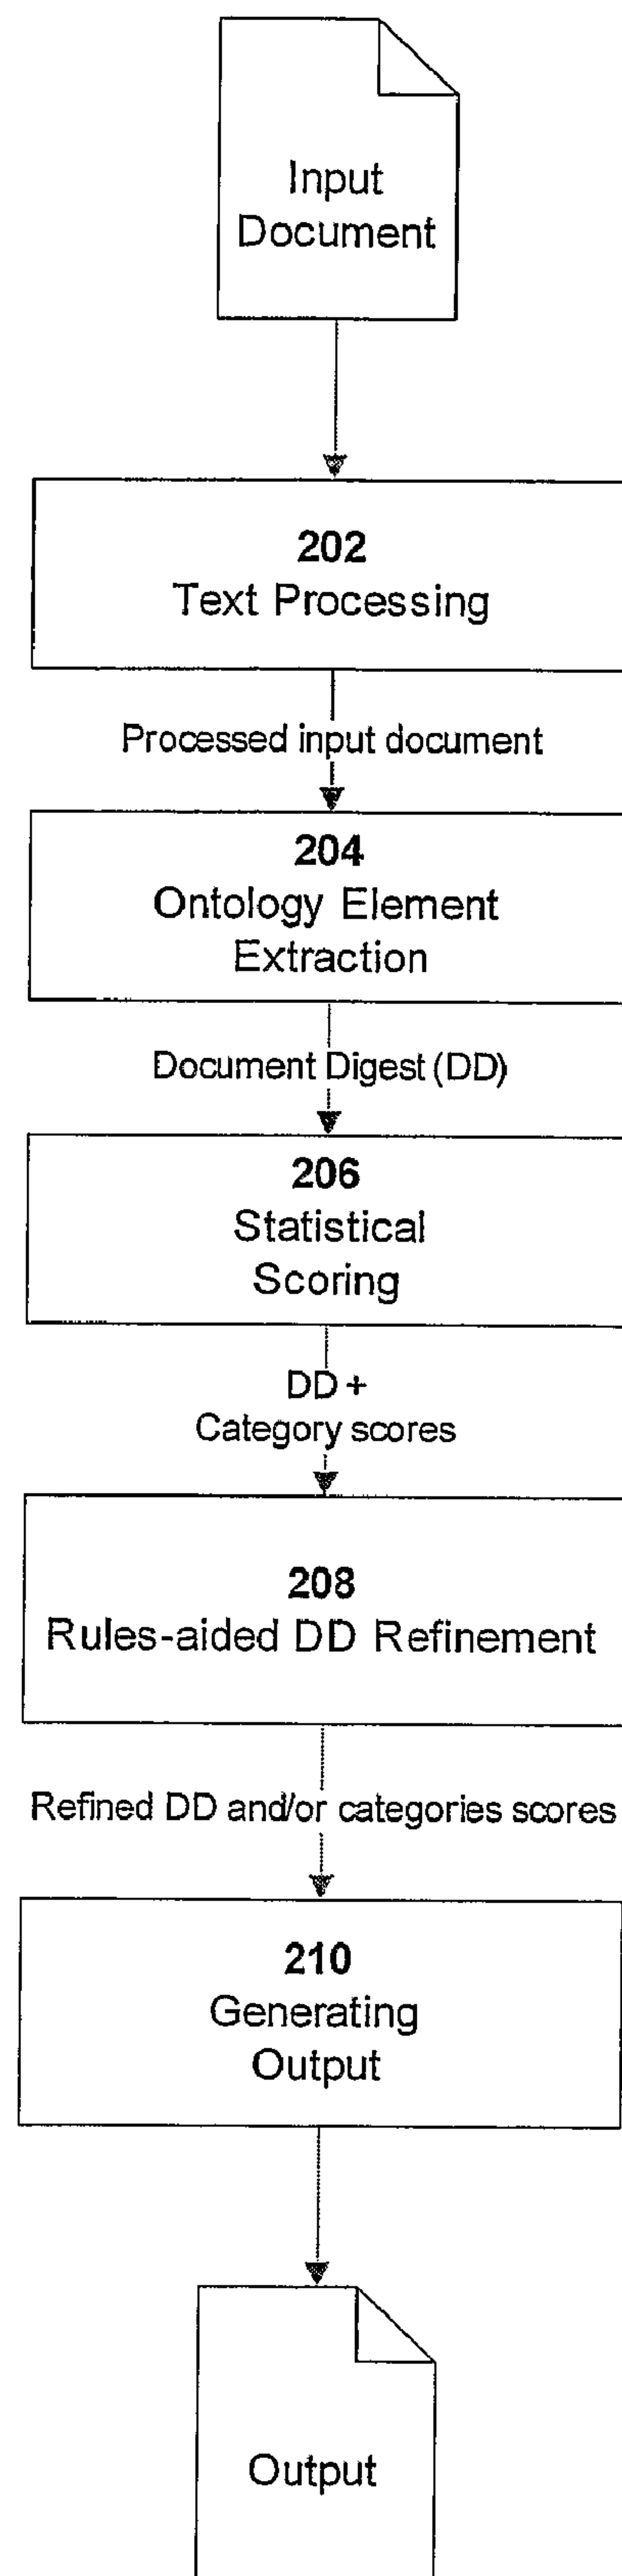 Input
Document
202
Text Processing
Processed input document
204
Ontology Element
Extraction
Document Digest (DD)
206
Statistical
Scoring
DD +
Category scores
208
Rules-aided DD Refinement
Refined DD and/or categories scores
210
Generating
Output
Output